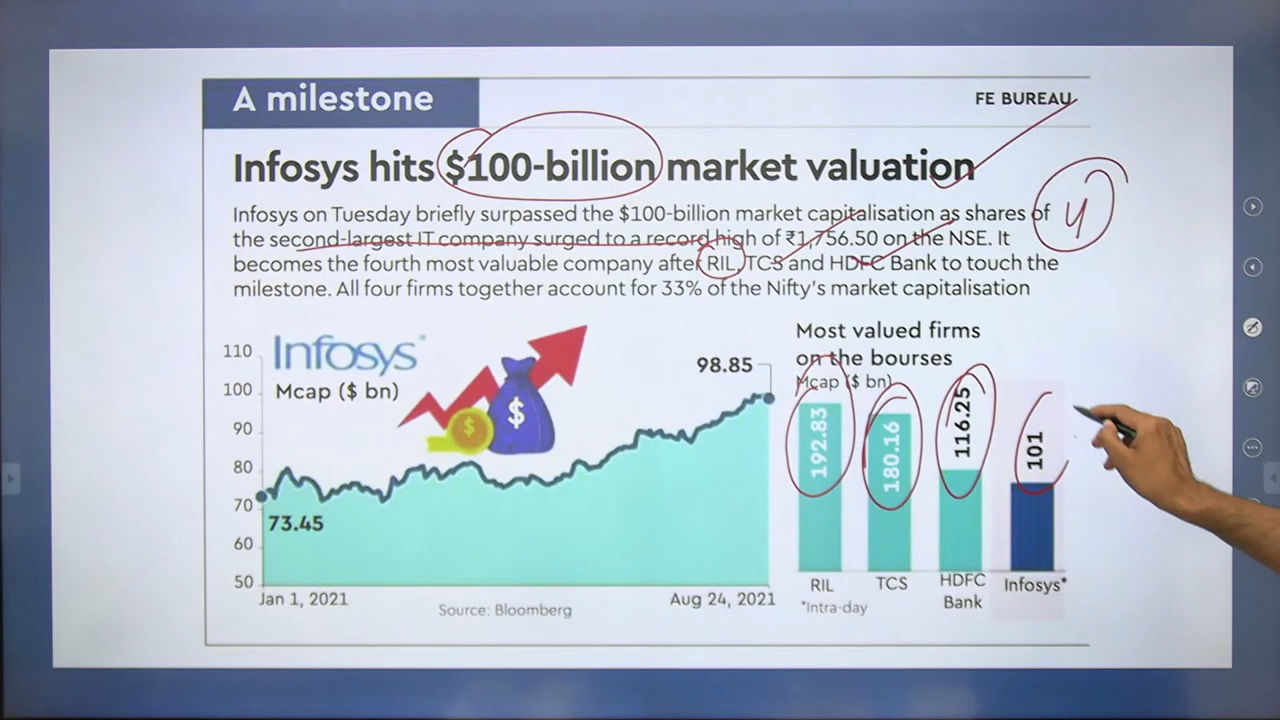 A milestone
FE BUREAU
Infosys hits $100-billion market valuation
4
Infosys on Tuesday briefly surpassed the $100-billion market capitalisation as shares of
the second-largest IT company surged to a record high of ₹1,756.50 on the NSE. It
becomes the fourth most valuable company after RIL, TCS and HDFC Bank to touch the
milestone. All four firms together account for 33% of the Nifty's market capitalisation
Infosys®
Mcap ($ bn)
110
100
90
80
70
60
50
73.45
98.85
$
$
Jan 1, 2021
Aug 24, 2021
Source: Bloomberg
Most valued firms
on the bourses
Mcap ($ bn)
192.83
180.16
116.25
101
RIL
TCS
HDFC
Bank
Infosys*
*Intra-day